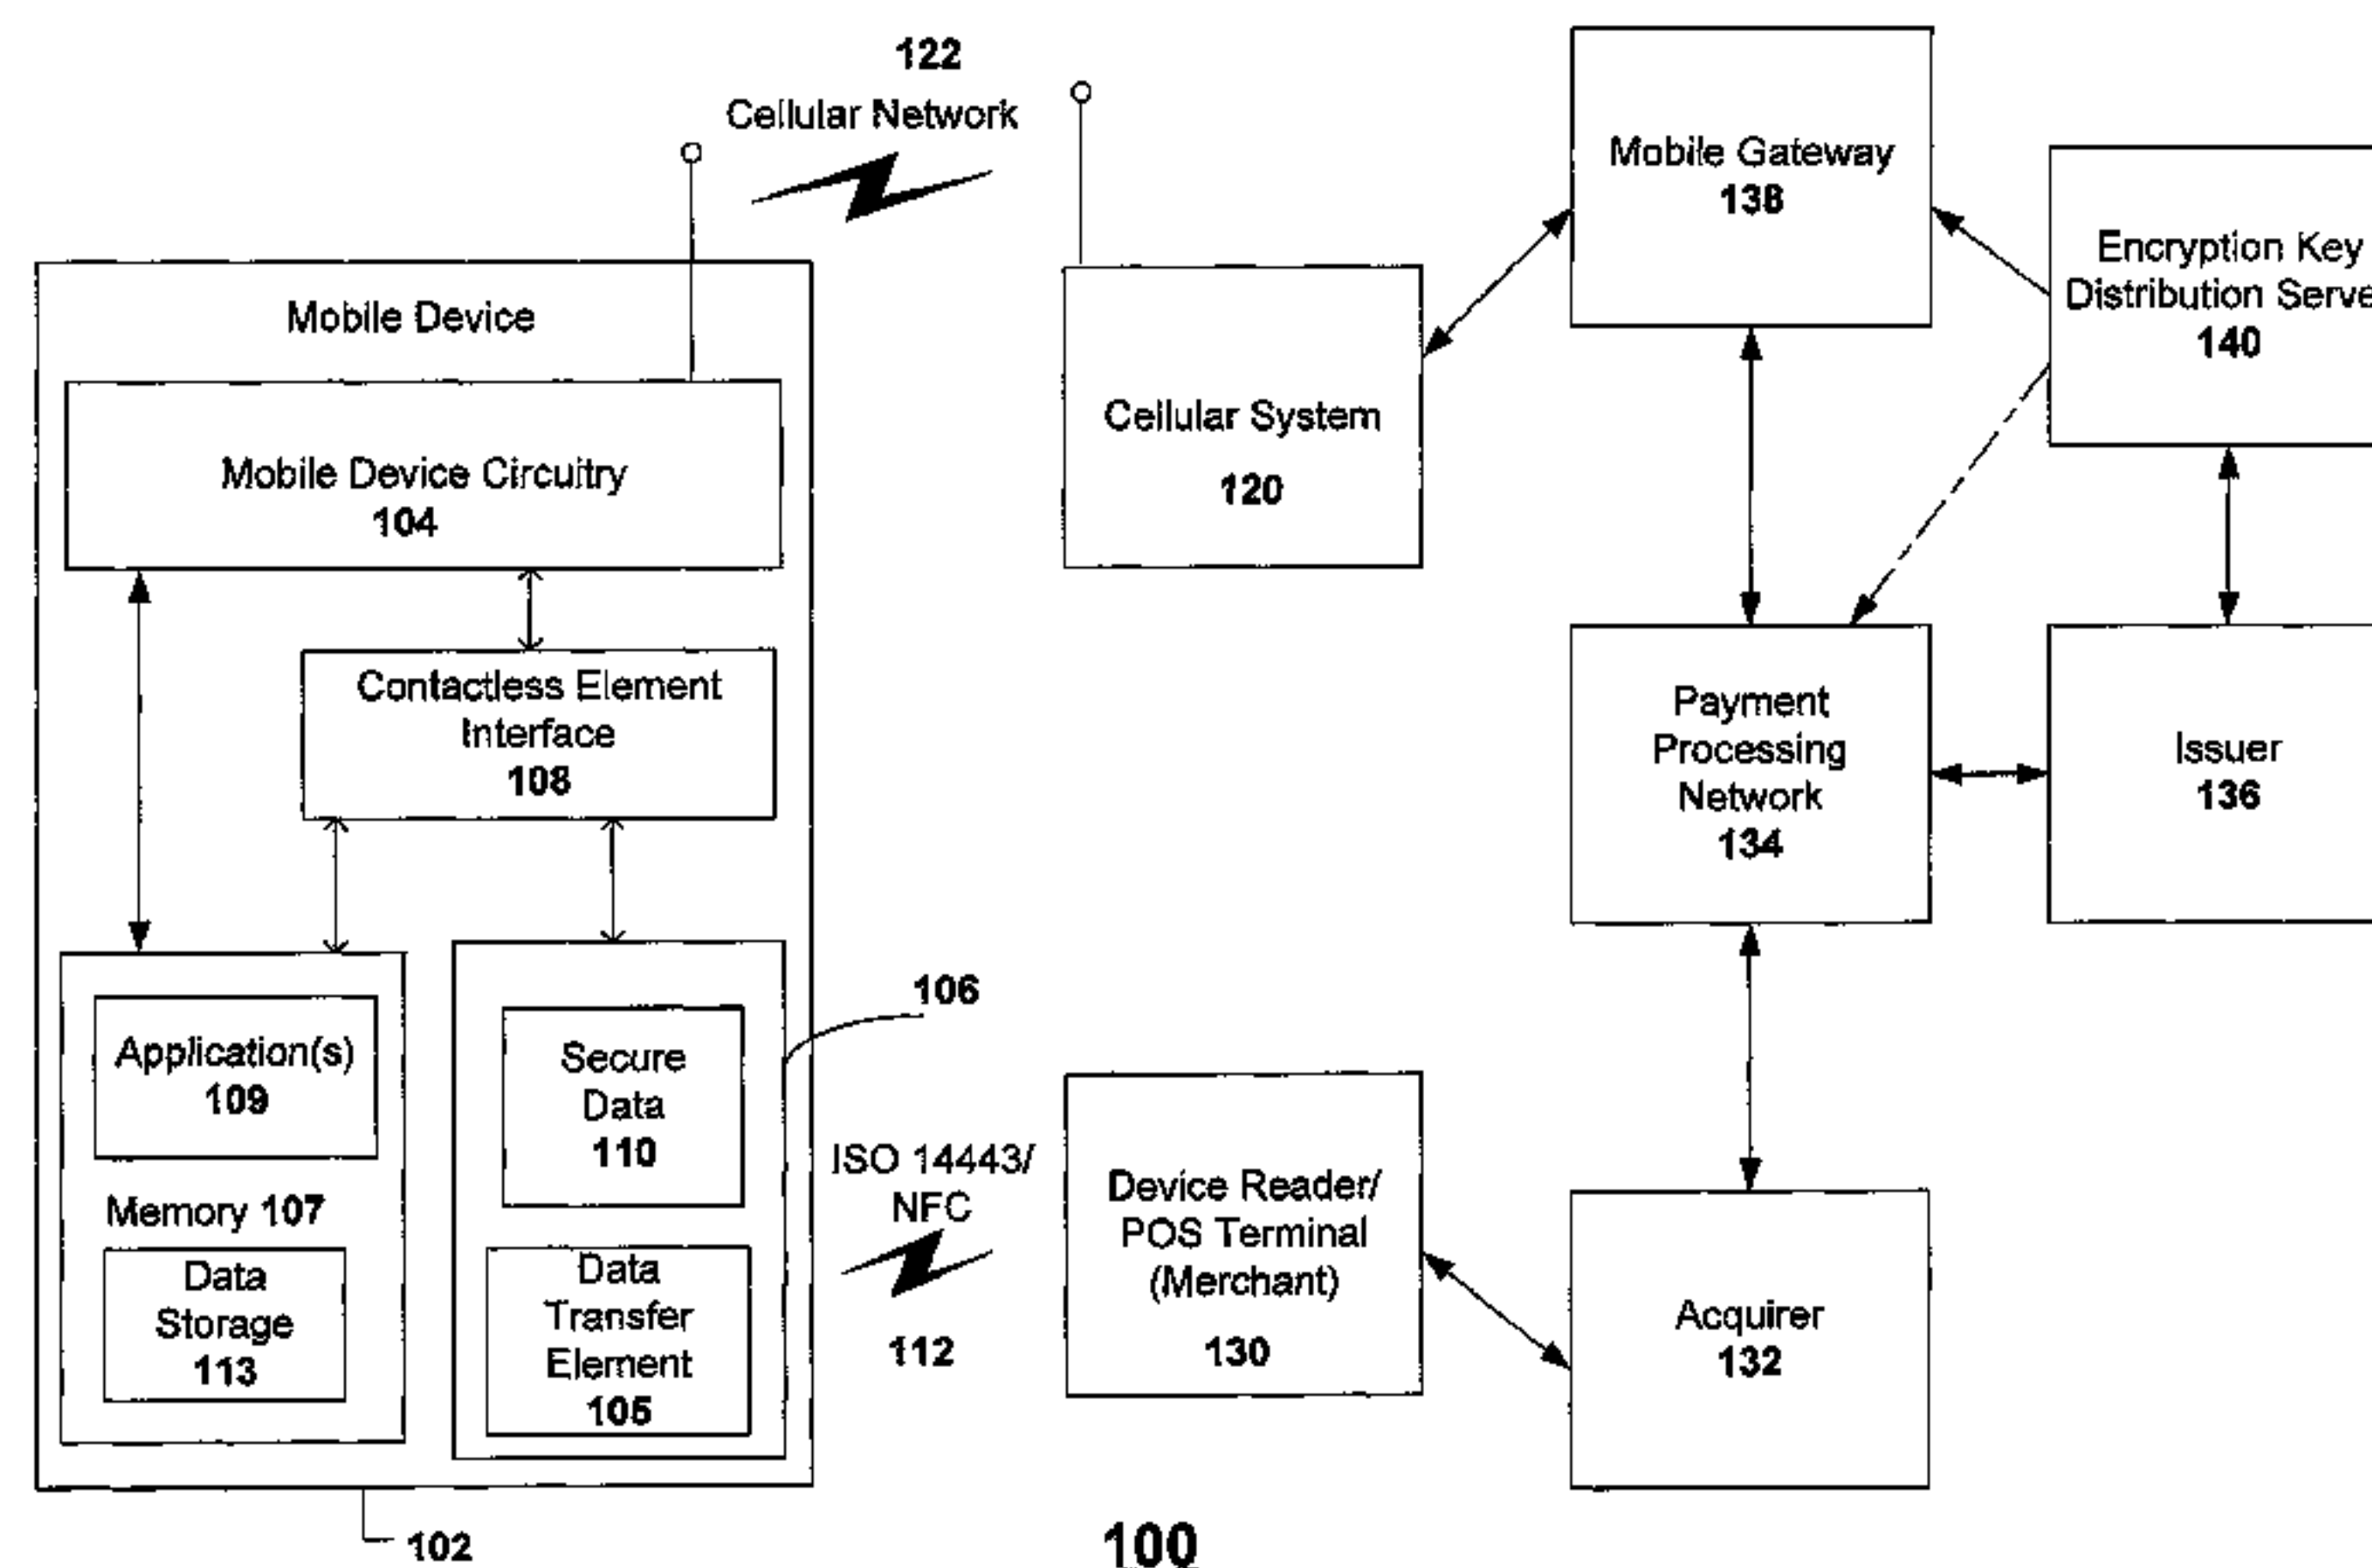 122
Cellular Network
Mobile Device
Mobile Device Circuitry
104
Contactless Element
Interface
108
Application(s)
109
Memory 107
Data
Storage
113
Secure
Data
110
Data
Transfer
Element
105
106
102
ISO 14443/
NFC
112
Cellular System
120
Device Reader/
POS Terminal
(Merchant)
130
Mobile Gateway
138
Encryption Key
Distribution Serve
140
Payment
Processing
Network
134
Issuer
136
Acquirer
132
100